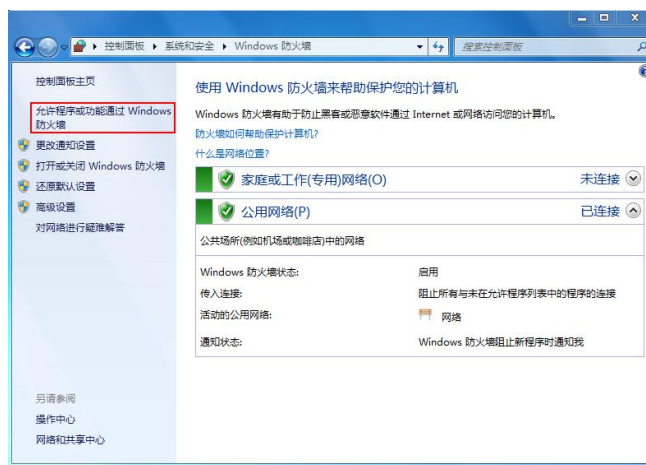 控制面板 ▸ 系统和安全 ▸ Windows 防火墙
搜索控制面板
控制面板主页
允许程序或功能通过 Windows
防火墙
更改通知设置
打开或关闭 Windows 防火墙
还原默认设置
高级设置
对网络进行疑难解答
另请参阅
操作中心
网络和共享中心
使用 Windows 防火墙来帮助保护您的计算机
Windows 防火墙有助于防止黑客或恶意软件通过 Internet 或网络访问您的计算机。
防火墙如何帮助保护计算机?
什么是网络位置?
家庭或工作(专用)网络(O) 未连接
公用网络(P) 已连接
公共场所(例如机场或咖啡店)中的网络
Windows 防火墙状态: 启用
传入连接: 阻止所有与未在允许程序列表中的程序的连接
活动的公用网络: 网络
通知状态: Windows 防火墙阻止新程序时通知我